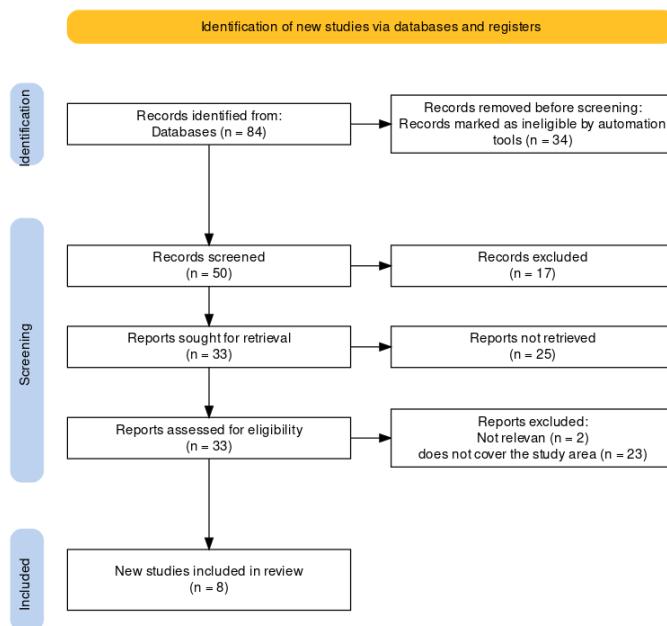 Identification of new studies via databases and registers
Identification
Records identified from:
Databases (n = 84)
Records removed before screening:
Records marked as ineligible by automation
tools (n = 34)
Screening
Records screened
(n = 50)
Records excluded
(n = 17)
Reports sought for retrieval
(n = 33)
Reports not retrieved
(n = 25)
Reports assessed for eligibility
(n = 33)
Reports excluded:
Not relevan (n = 2)
does not cover the study area (n = 23)
Included
New studies included in review
(n = 8)